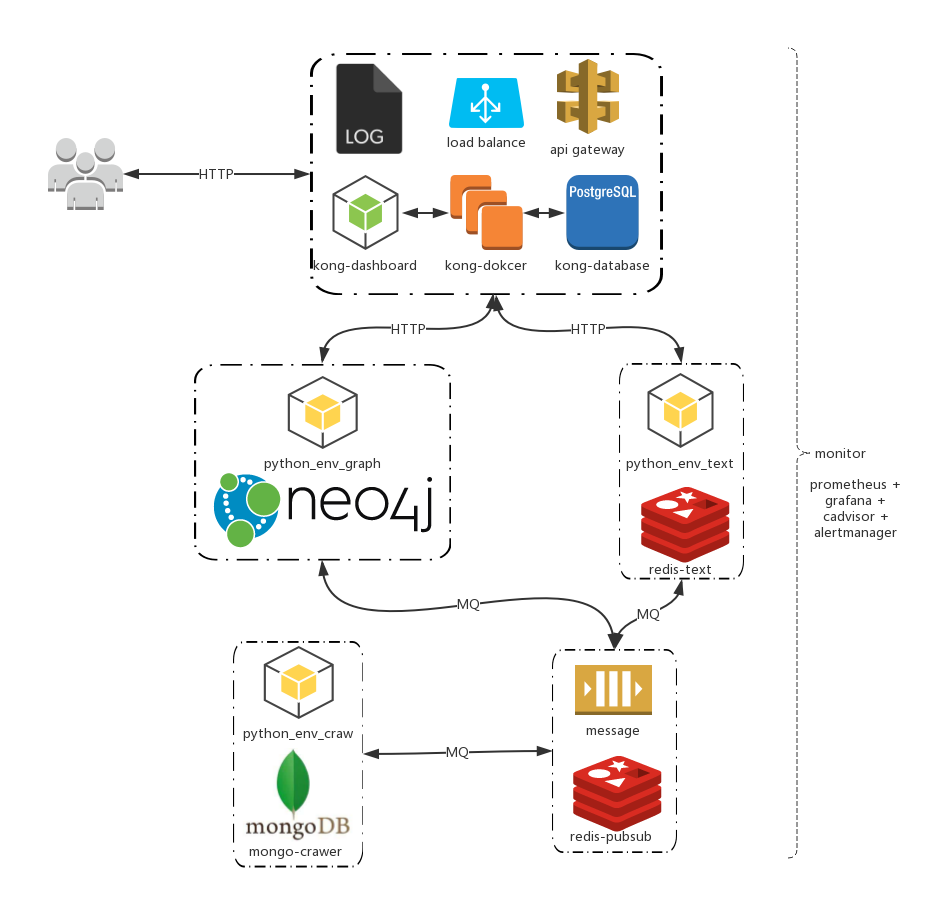 LOG
load balance
api gateway
HTTP
PostgreSQL
kong-dashboard
kong-dokcer
kong-database
HTTP
HTTP
python_env_graph
neo4j
python_env_text
redis-text
monitor
prometheus +
grafana +
cadvisor +
alertmanager
MQ
MQ
python_env_craw
mongoDB
mongo-crawer
MQ
message
redis-pubsub